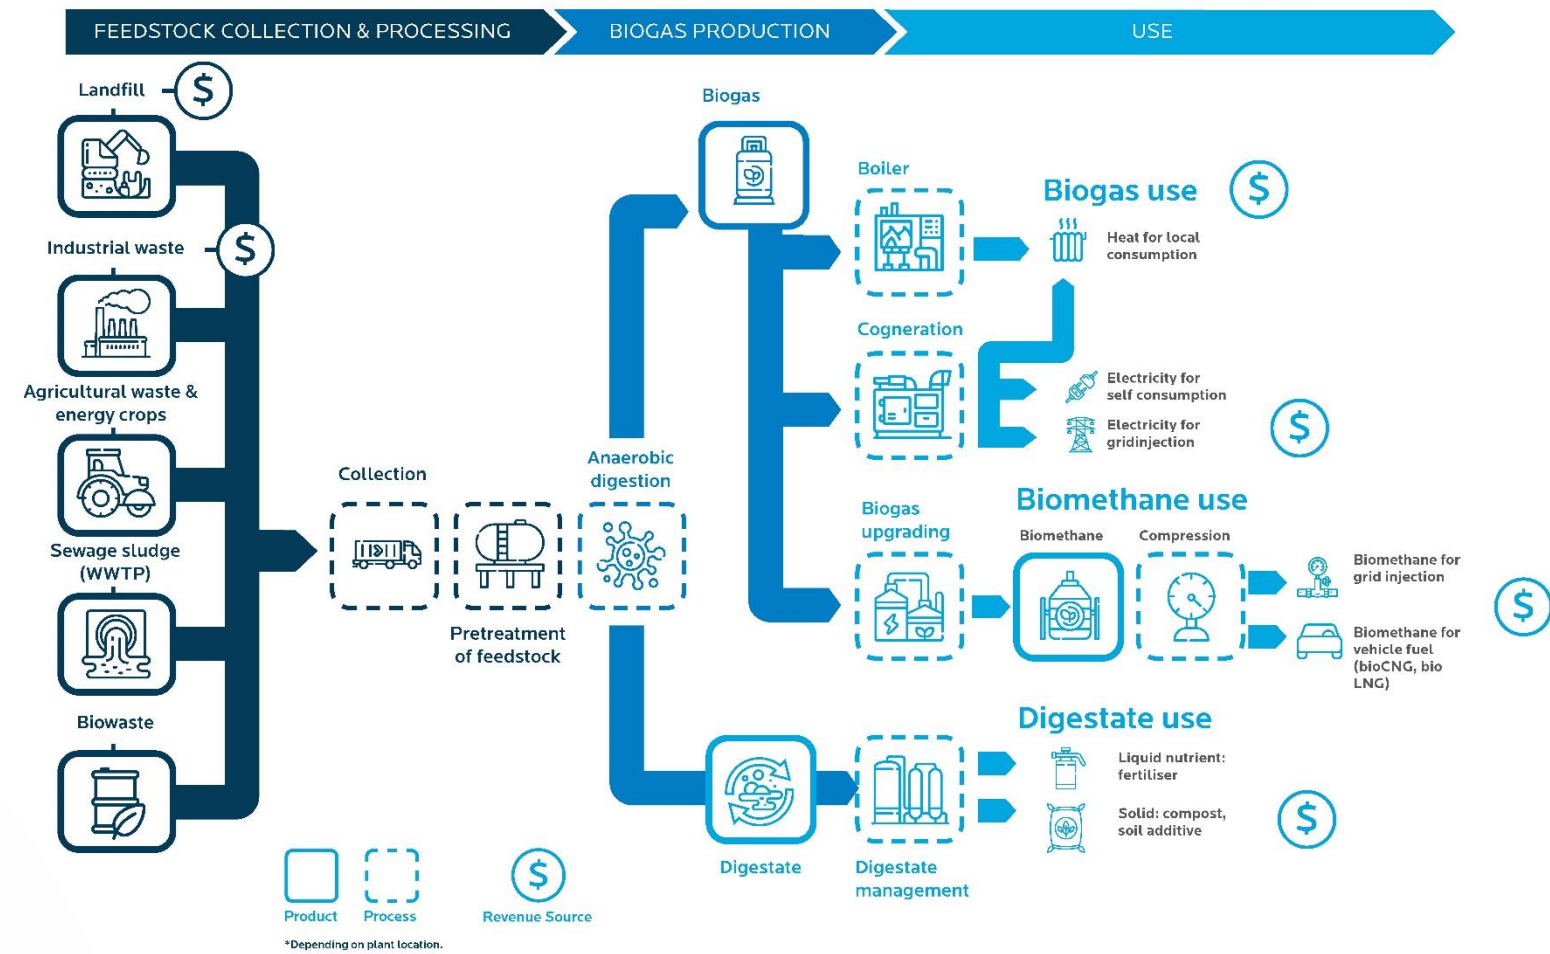 FEEDSTOCK COLLECTION & PROCESSING
BIOGAS PRODUCTION
USE
Landfill
$
Industrial waste
$
Agricultural waste &
energy crops
Sewage sludge
(WWTP)
Biowaste
Collection
Pretreatment
of feedstock
Anaerobic
digestion
Biogas
Boiler
Biogas use
$
Heat for local
consumption
Cogneration
Electricity for
self consumption
Electricity for
gridinjection
$
Biogas
upgrading
Biomethane use
Biomethane
Compression
Biomethane for
grid injection
$
Biomethane for
vehicle fuel
(bioCNG, bio
LNG)
Digestate
Digestate
management
Digestate use
Liquid nutrient:
fertiliser
Solid: compost,
soil additive
$
Product
Process
$
Revenue Source
*Depending on plant location.